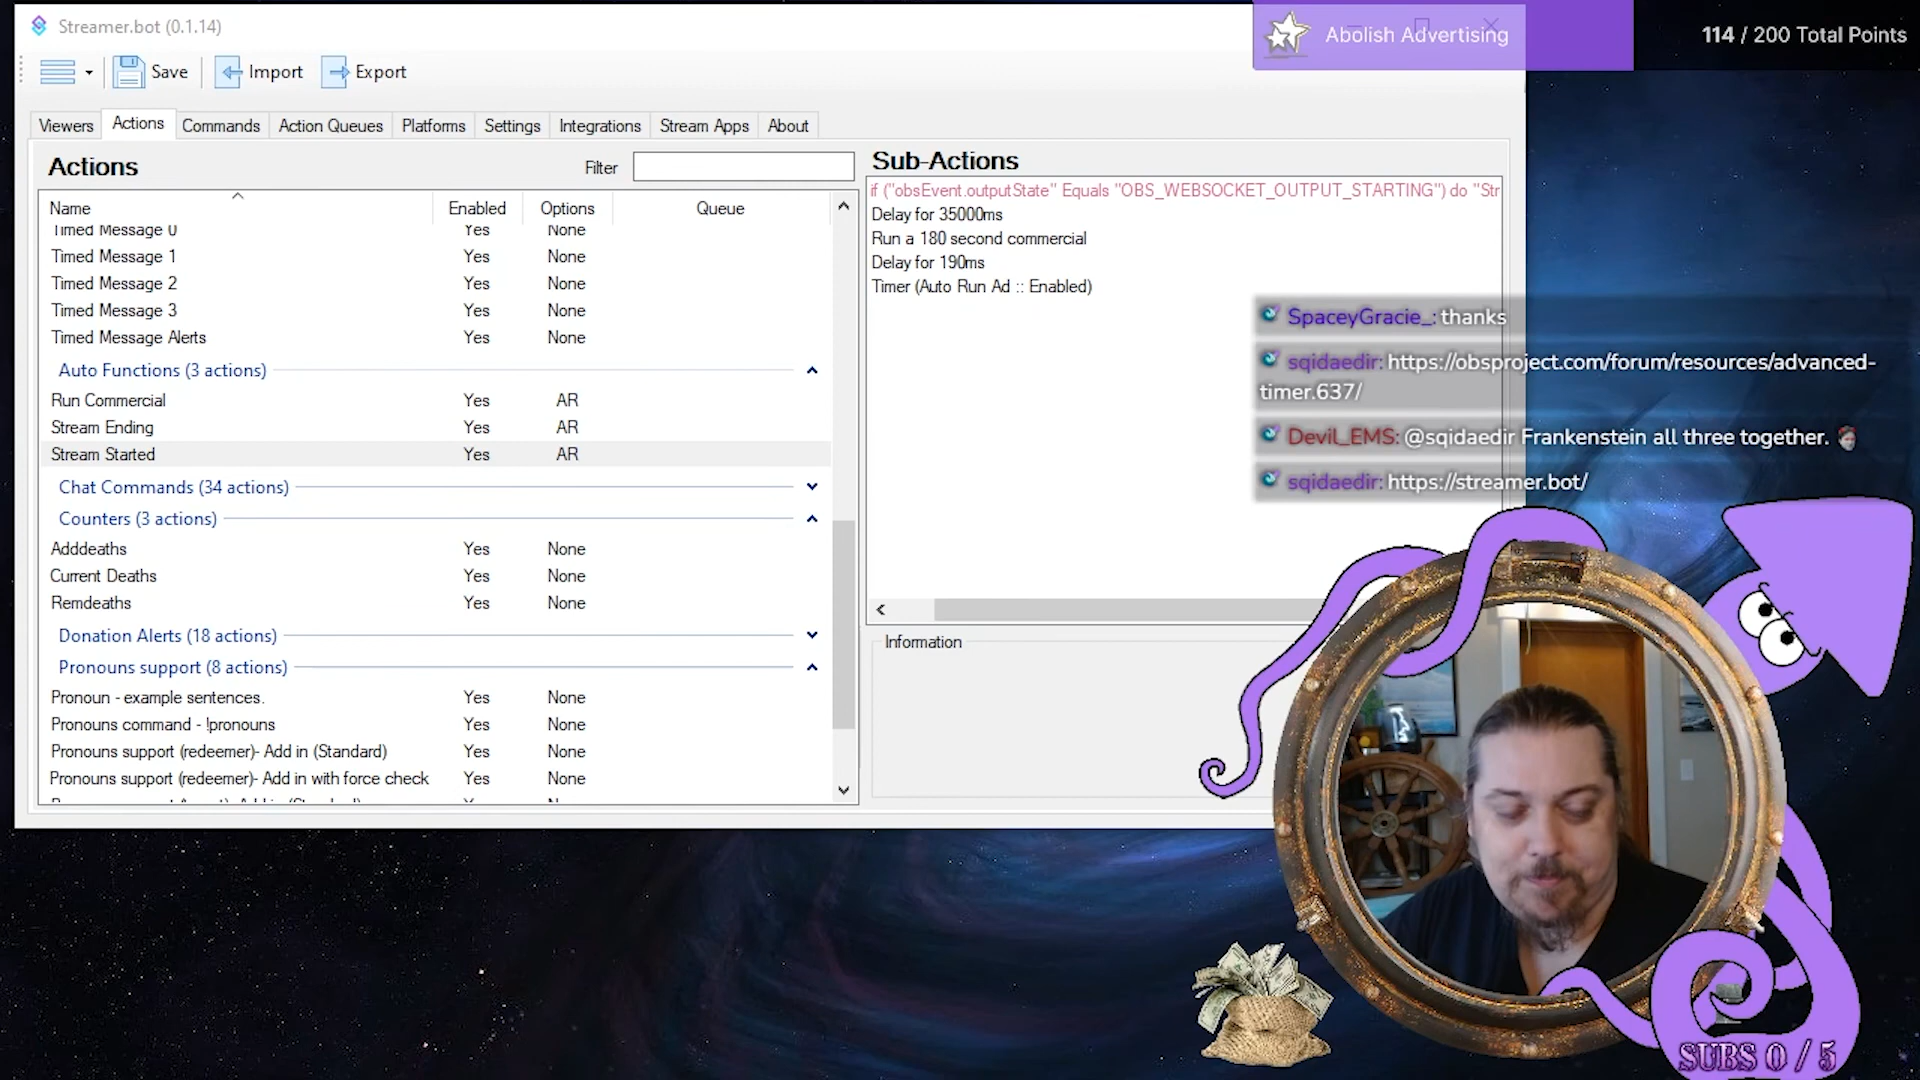 Streamer.bot (0.1.14)
Save
Import
Export
Viewers
Actions
Commands
Action Queues
Platforms
Settings
Integrations
Stream Apps
About
Actions
Filter
Name Enabled Options Queue
Timed Message 0 Yes None
Timed Message 1 Yes None
Timed Message 2 Yes None
Timed Message 3 Yes None
Timed Message Alerts Yes None
Auto Functions (3 actions)
Run Commercial Yes AR
Stream Ending Yes AR
Stream Started Yes AR
Chat Commands (34 actions)
Counters (3 actions)
Adddeaths Yes None
Current Deaths Yes None
Remdeaths Yes None
Donation Alerts (18 actions)
Pronouns support (8 actions)
Pronoun - example sentences. Yes None
Pronouns command - !pronouns Yes None
Pronouns support (redeemer)- Add in (Standard) Yes None
Pronouns support (redeemer)- Add in with force check Yes None
Sub-Actions
if ("obsEvent.outputState" Equals "OBS_WEBSOCKET_OUTPUT_STARTING") do "Str
Delay for 35000ms
Run a 180 second commercial
Delay for 190ms
Timer (Auto Run Ad :: Enabled)
Information
Abolish Advertising
114 / 200 Total Points
SpaceyGracie_: thanks
sqidaedir: https://obsproject.com/forum/resources/advanced-
timer.637/
Devil_EMS: @sqidaedir Frankenstein all three together.
sqidaedir: https://streamer.bot/
SUBS 0 / 5